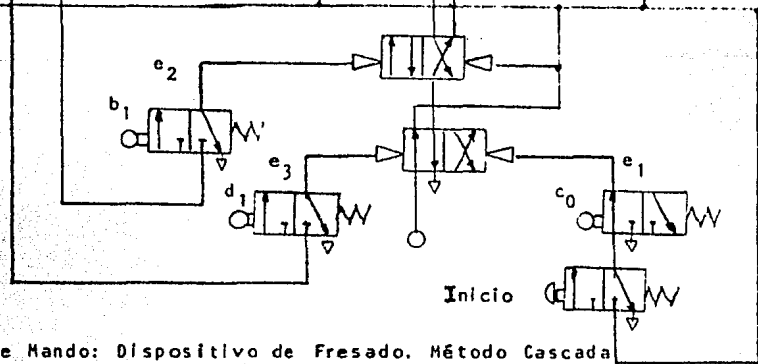 e2
b1
e3
d1
e1
c0
Inicio
e Mando: Dispositivo de Fresado. Método Cascada